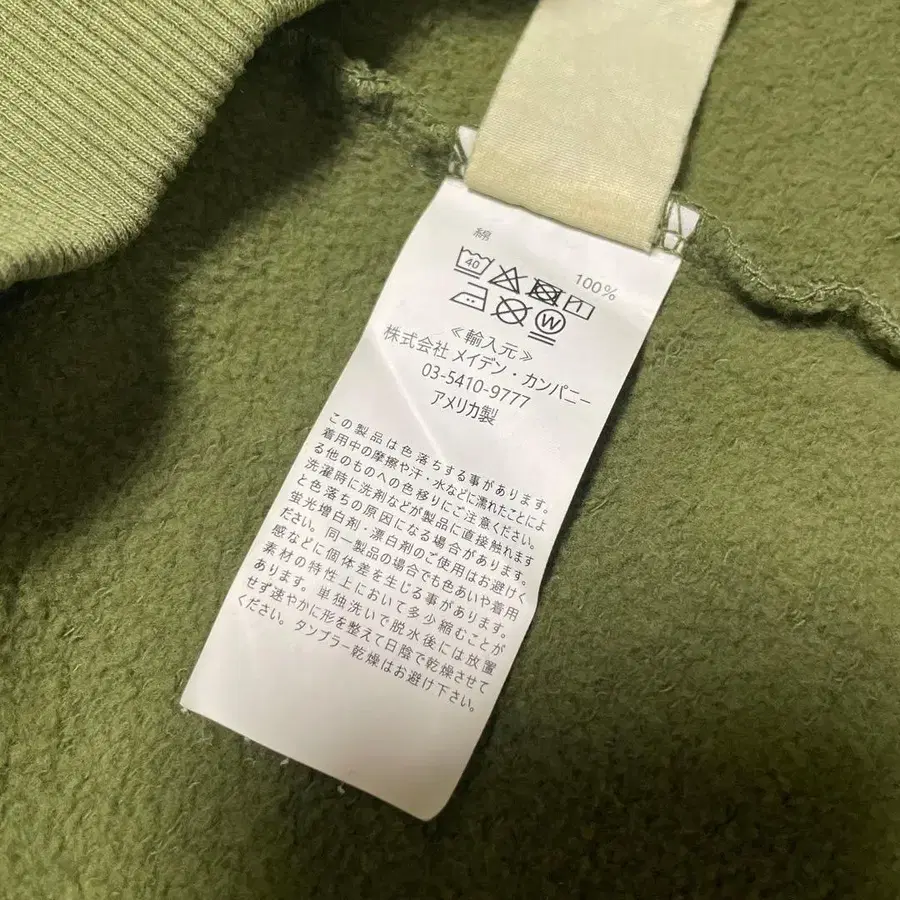 綿 100%
40
W
≪輸入元≫
株式会社 メイデン・カンパニー
03-5410-9777
アメリカ製
この製品は色落ちする事があります。
着用中の摩擦や汗・水などに濡れたことによ
る他のものへの色移りにご注意ください。
洗濯時に洗剤などが製品に直接触れます
と色落ちの原因になる場合があります。
蛍光増白剤・漂白剤のご使用はお避けく
ださい。同一製品の場合でも色あいや着用
感などに個体差を生じる事があります。
素材の特性上において多少縮むことが
あります。単独洗いで脱水後には放置
せず速やかに形を整えて日陰で乾燥させて
ください。タンブラー乾燥はお避け下さい。